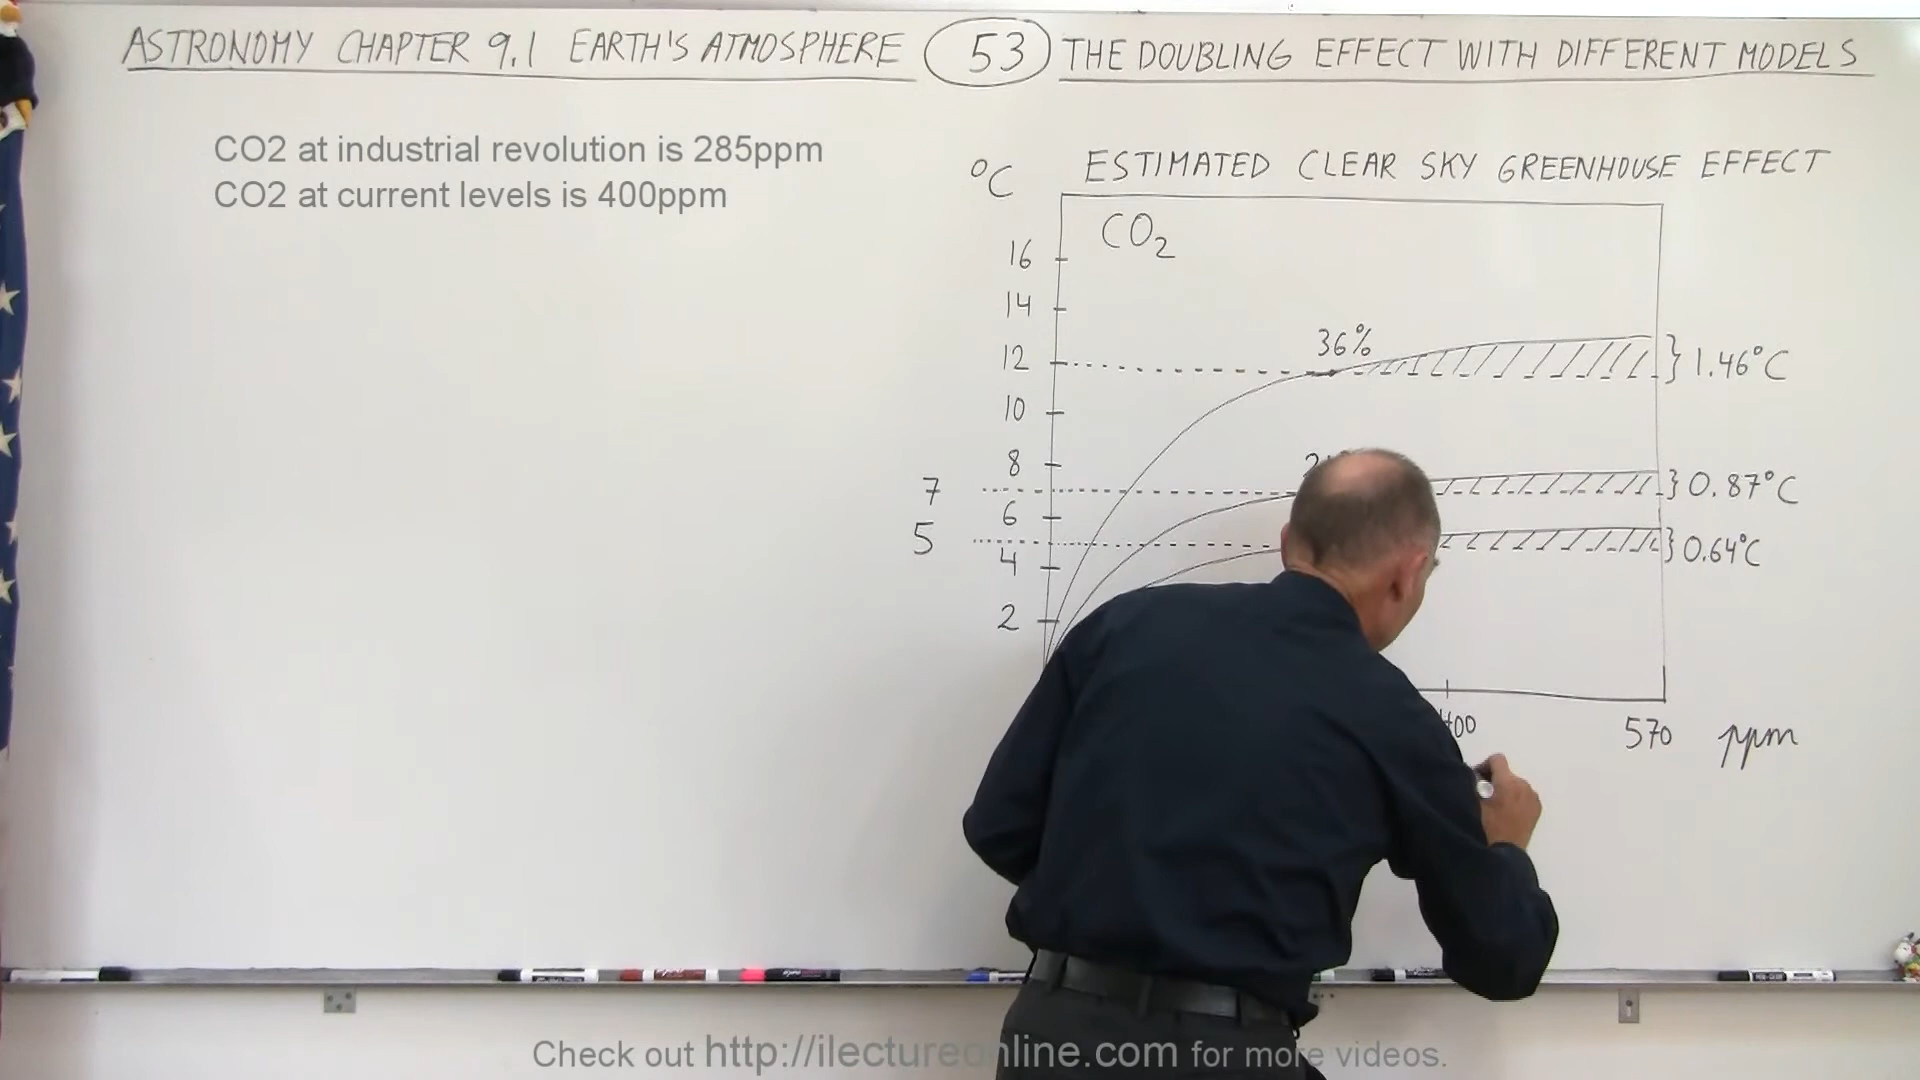 ASTRONOMY CHAPTER 9.1 EARTH'S ATMOSPHERE 53 THE DOUBLING EFFECT WITH DIFFERENT MODELS
CO2 at industrial revolution is 285ppm
CO2 at current levels is 400ppm
°C ESTIMATED CLEAR SKY GREENHOUSE EFFECT
CO2
16
14
36%
12 1.46°C
10
8
7 0.87°C
6
5 0.64°C
4
2
400 570 ppm
Check out http://ilectureonline.com for more videos.